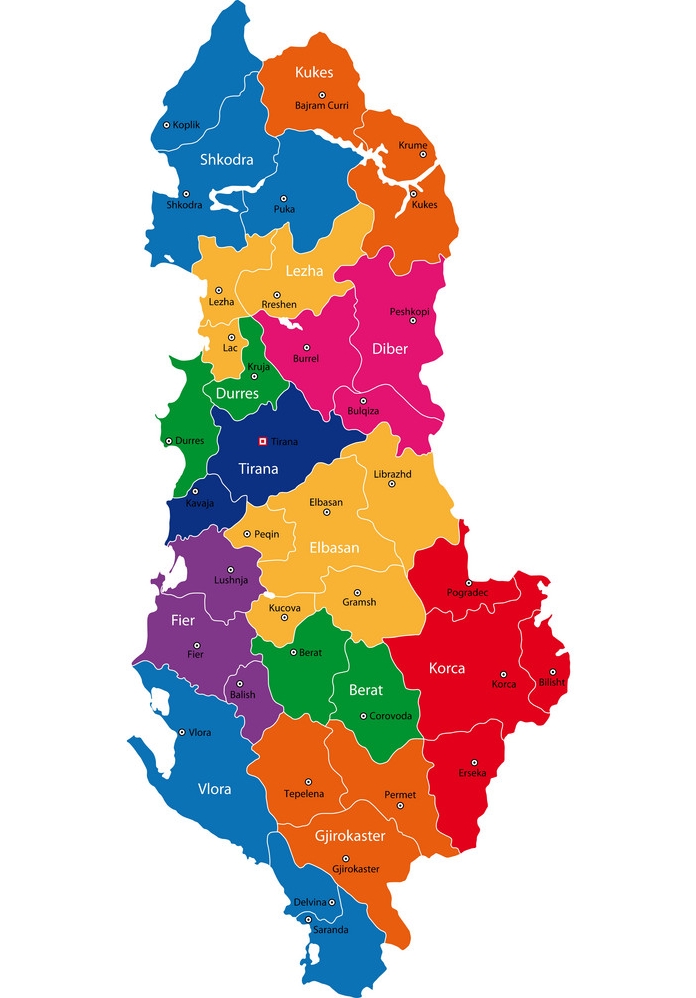 Kukes
Bajram Curri
Koplik
Krume
Shkodra
Shkodra
Puka
Kukes
Lezha
Lezha
Rreshen
Peshkopi
Lac
Diber
Burrel
Kruja
Durres
Bulqiza
Durres
Tirana
Tirana
Librazhd
Kavaja
Elbasan
Peqin
Elbasan
Lushnja
Pogradec
Gramsh
Kucova
Fier
Fier
Berat
Korca
Korca
Bilisht
Balish
Berat
Corovoda
Vlora
Erseka
Vlora
Tepelena
Permet
Gjirokaster
Gjirokaster
Delvina
Saranda